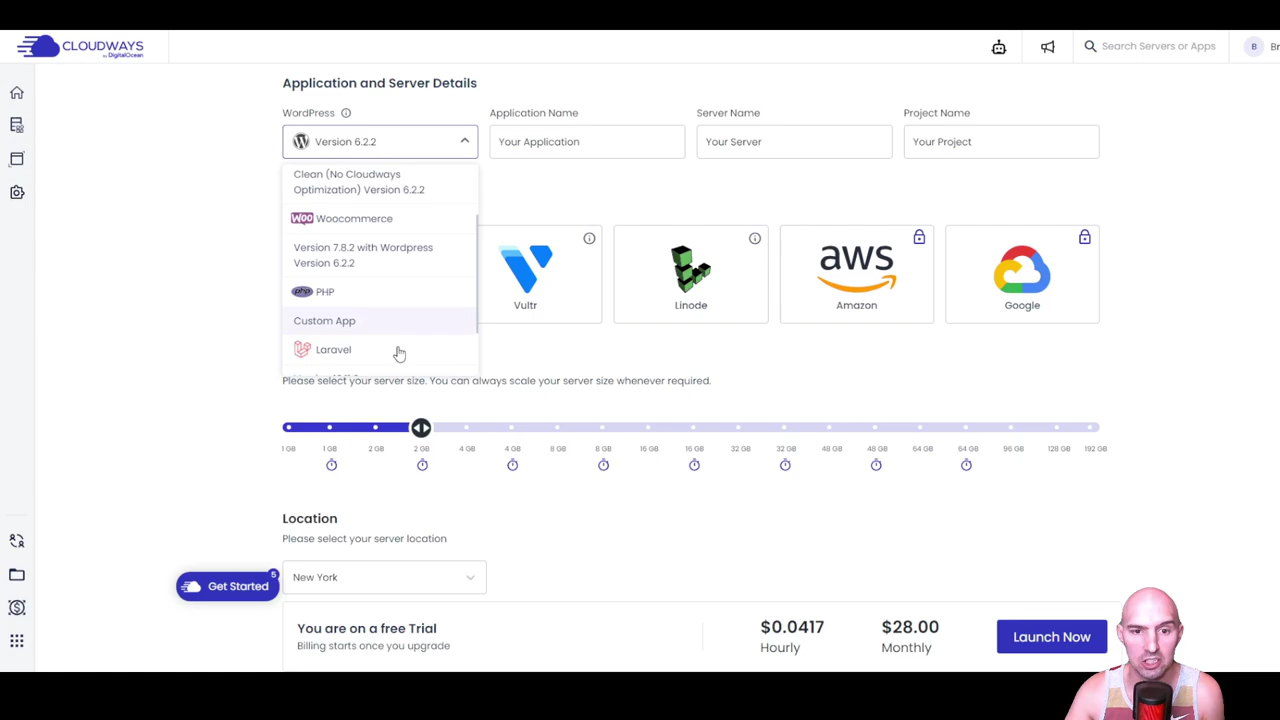 CLOUDWAYS
by DigitalOcean
Search Servers or Apps
B
Br
Application and Server Details
WordPress
Application Name
Server Name
Project Name
Version 6.2.2
Your Application
Your Server
Your Project
Clean (No Cloudways
Optimization) Version 6.2.2
WOO Woocommerce
Version 7.8.2 with Wordpress
Version 6.2.2
php PHP
Custom App
Laravel
Vultr
Linode
aws
Amazon
Google
Please select your server size. You can always scale your server size whenever required.
1 GB 1 GB 2 GB 2 GB 4 GB 4 GB 8 GB 8 GB 16 GB 16 GB 32 GB 32 GB 48 GB 48 GB 64 GB 64 GB 96 GB 128 GB 192 GB
Location
Please select your server location
New York
Get Started
5
You are on a free Trial
Billing starts once you upgrade
$0.0417
Hourly
$28.00
Monthly
Launch Now